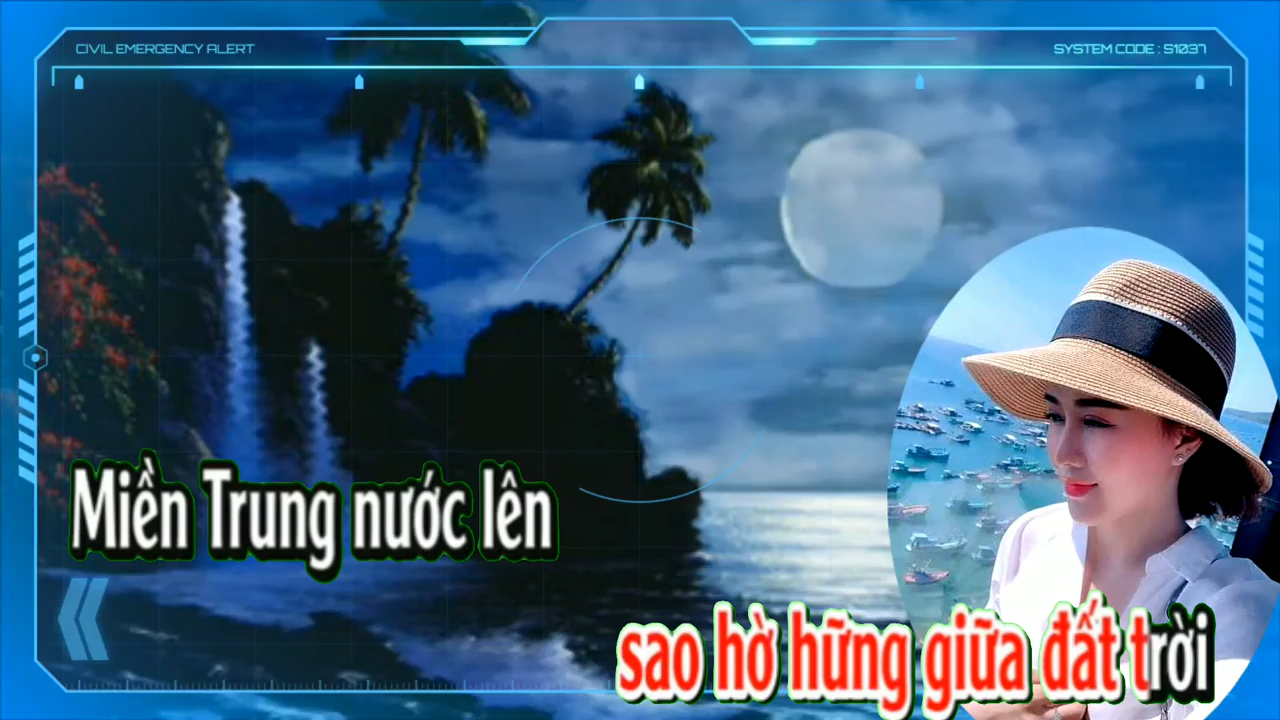 CIVIL EMERGENCY ALERT
SYSTEM CODE : S1037
Miền Trung nước lên
sao hờ hững giữa đất trời